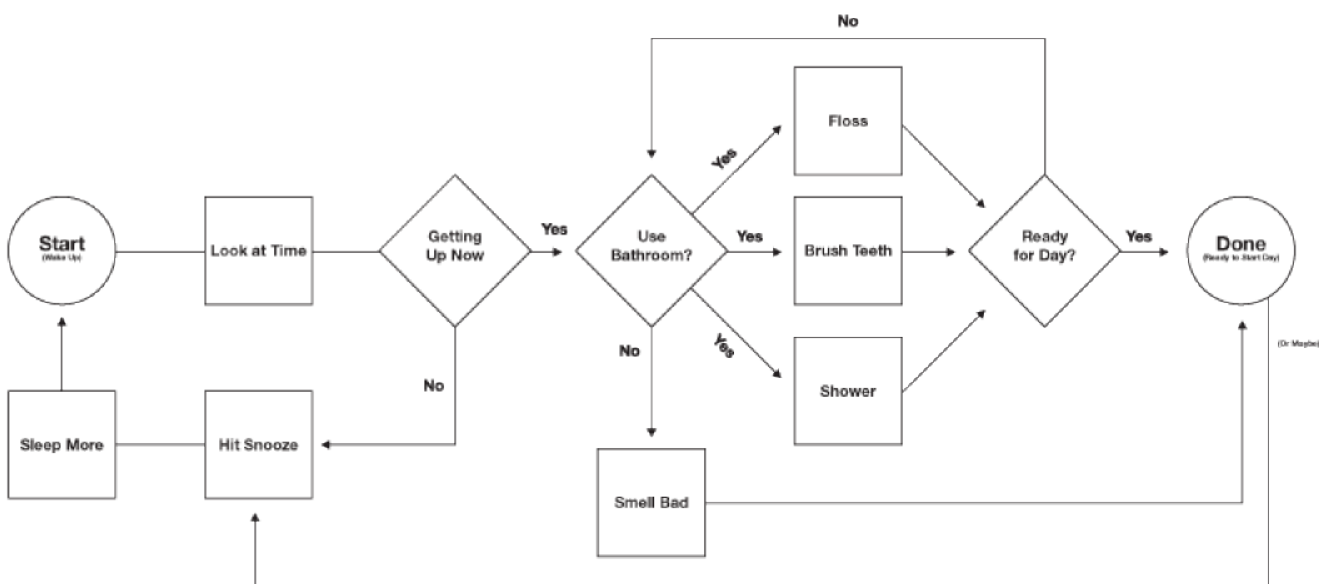 No
Floss
Yes
Start
(Wake Up)
Look at Time
Getting
Up Now
Yes
Use
Bathroom?
Yes
Brush Teeth
Ready
for Day?
Yes
Done
(Ready to Start Day)
No
No
Yes
(Or Maybe)
Sleep More
Hit Snooze
Shower
Smell Bad